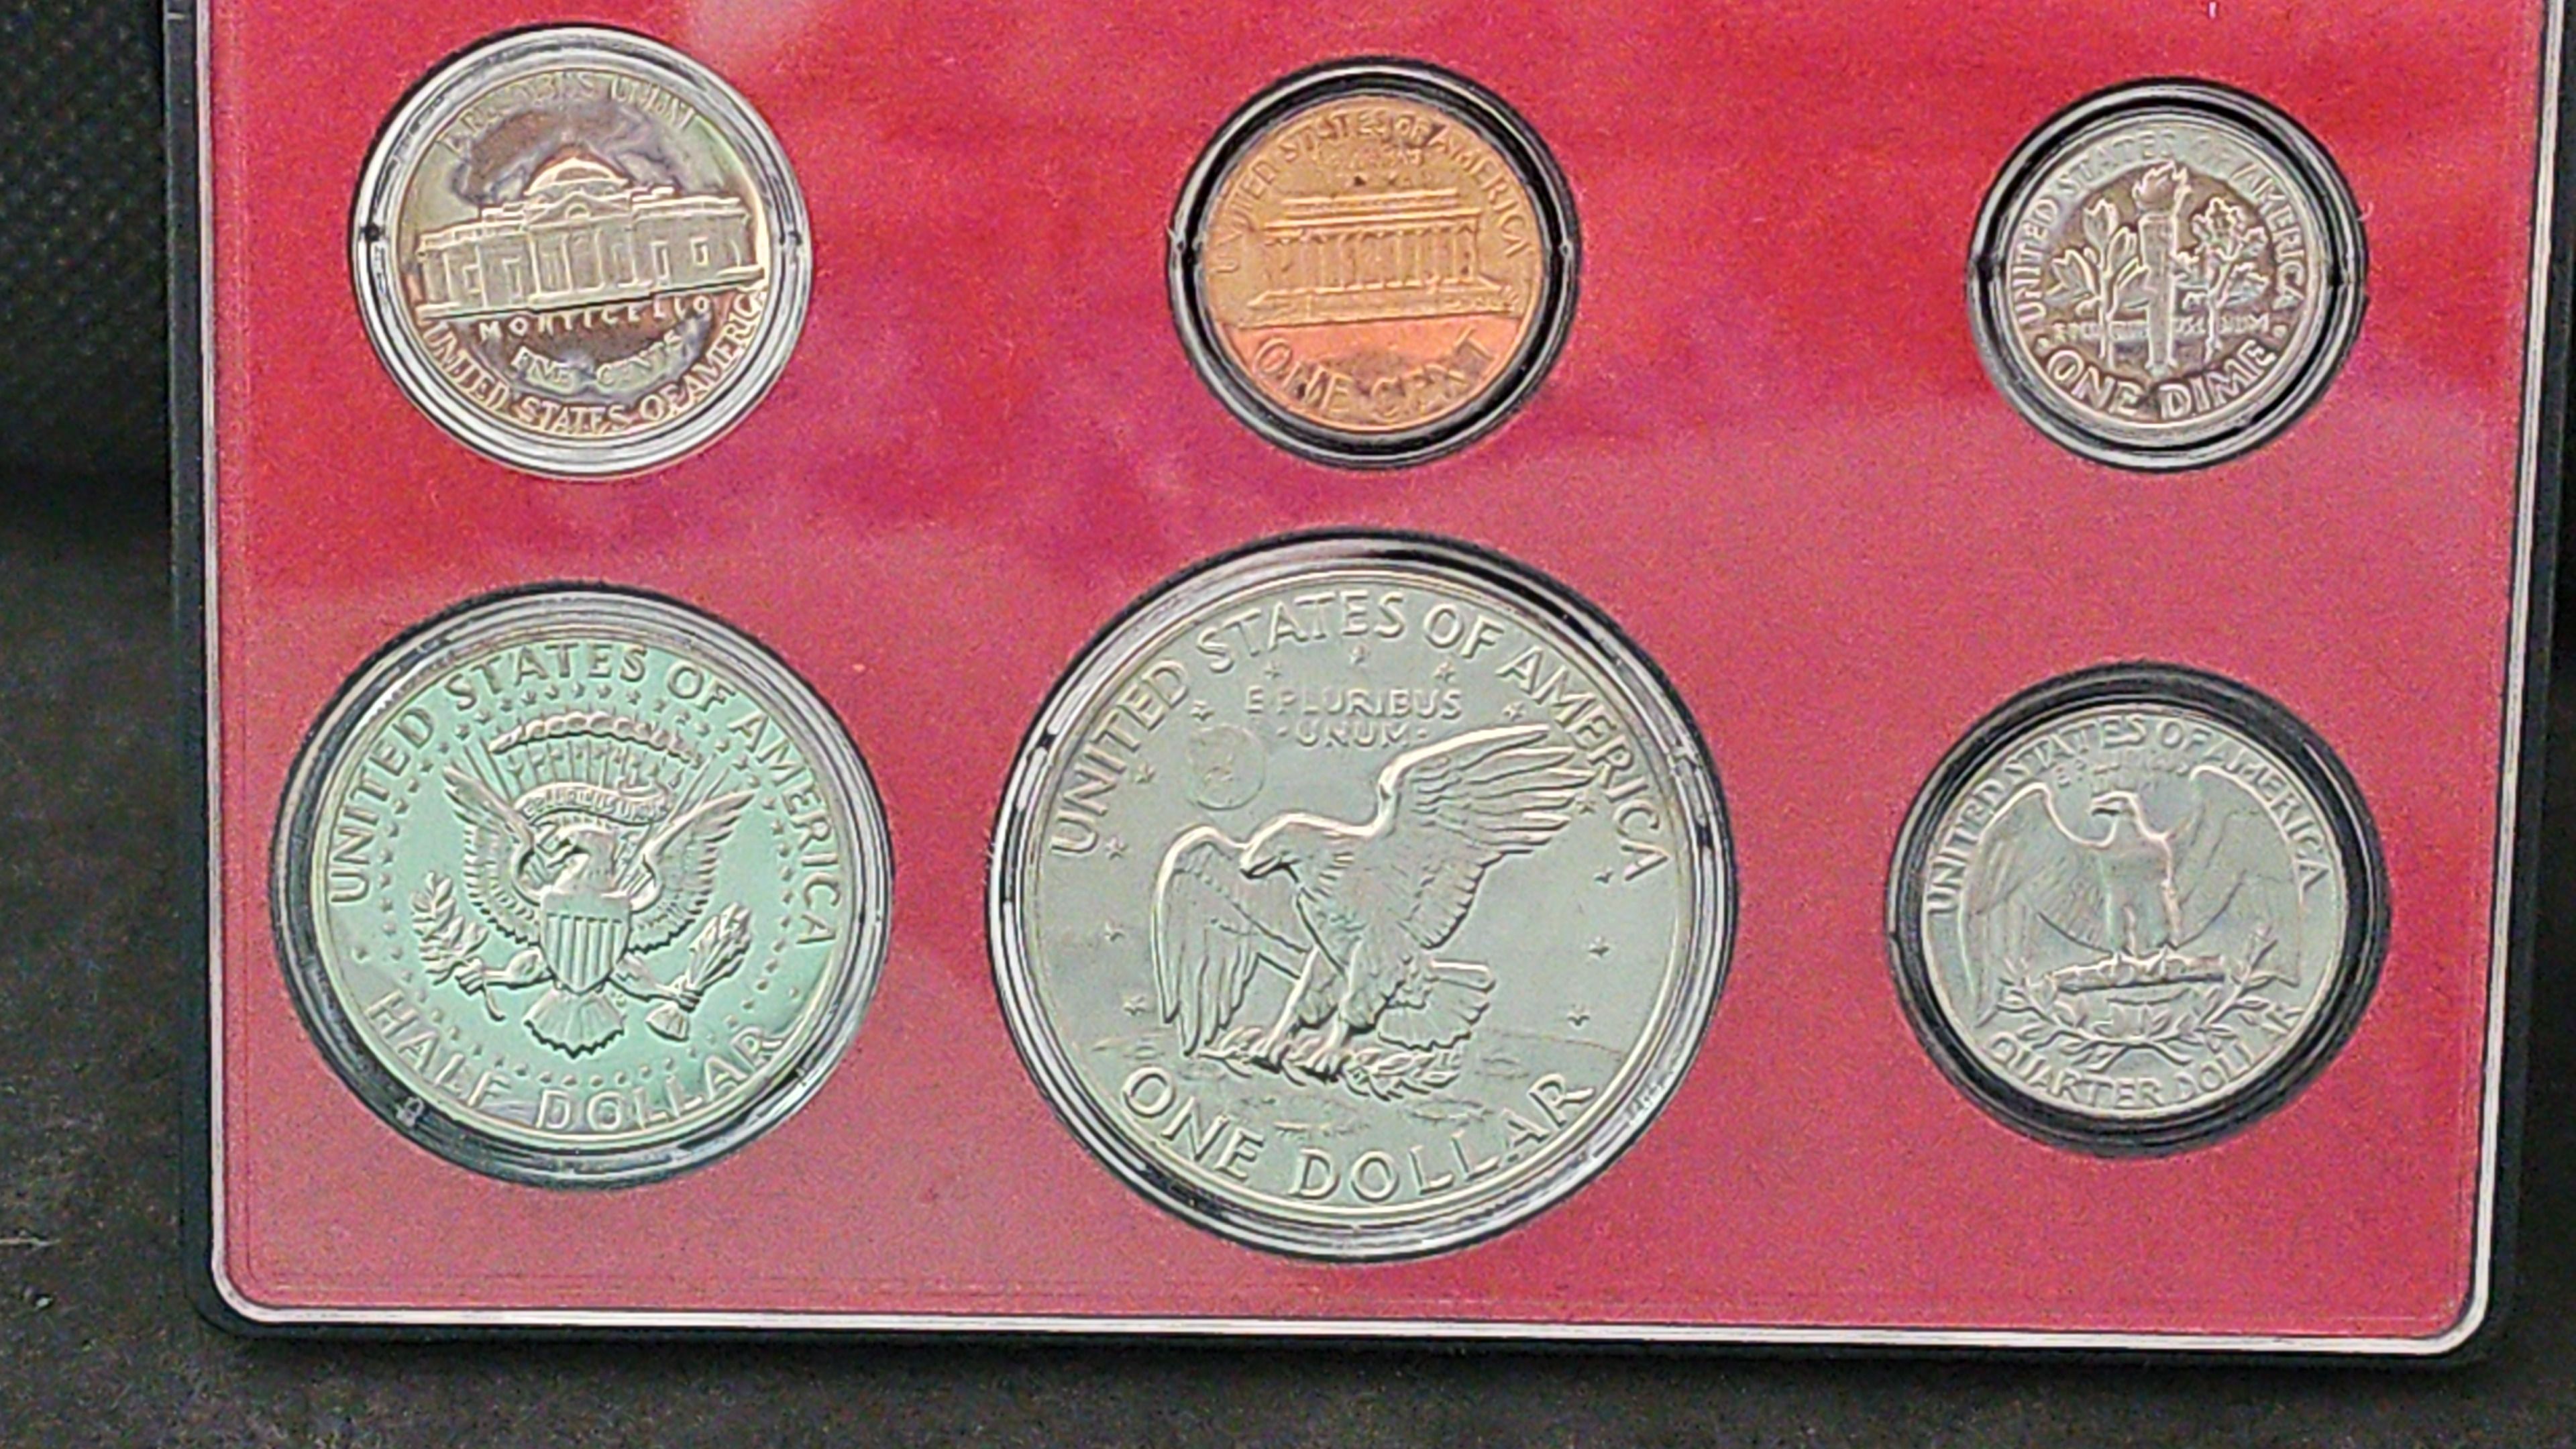 E PLURIBUS UNUM
MONTICELLO
FIVE CENTS
UNITED STATES OF AMERICA
UNITED STATES OF AMERICA
ONE CENT
UNITED STATES OF AMERICA
ONE DIME
UNITED STATES OF AMERICA
HALF DOLLAR
UNITED STATES OF AMERICA
E PLURIBUS
·UNUM·
ONE DOLLAR
UNITED STATES OF AMERICA
E PLURIBUS
QUARTER DOLLAR